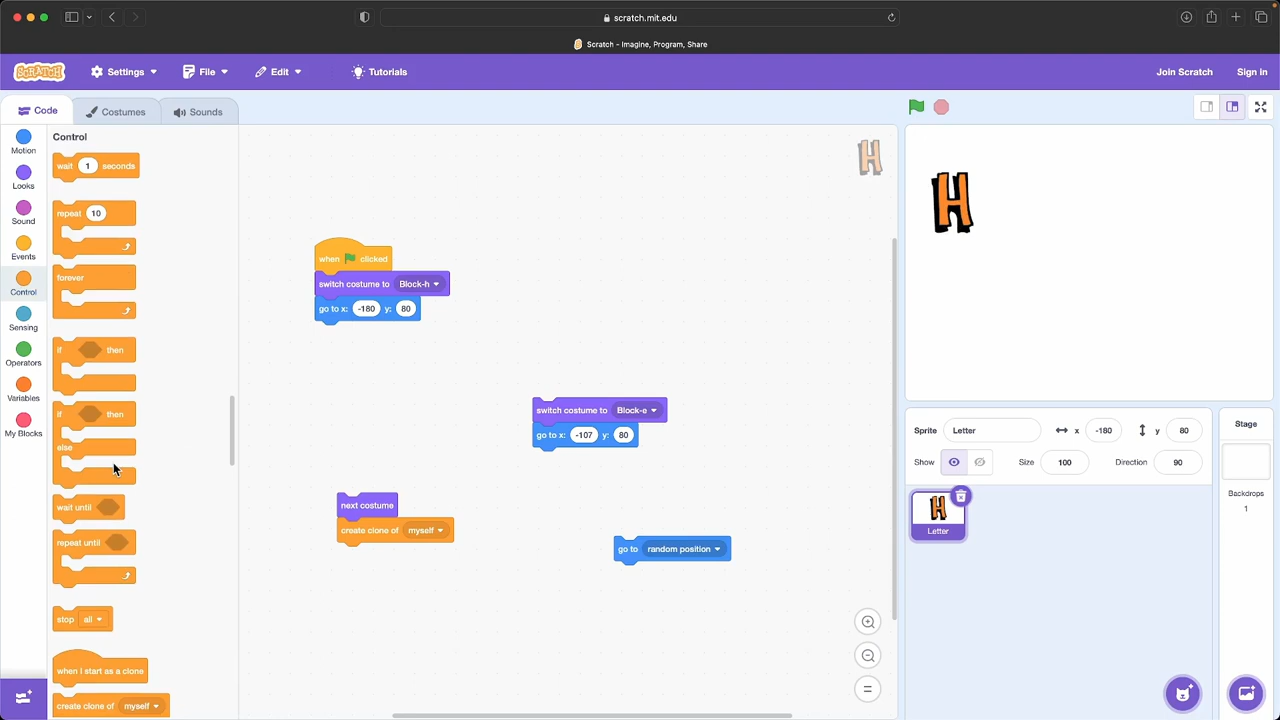 scratch.mit.edu
Scratch - Imagine, Program, Share
SCRATCH
Settings
File
Edit
Tutorials
Join Scratch
Sign in
Code
Costumes
Sounds
Motion
Looks
Sound
Events
Control
Sensing
Operators
Variables
My Blocks
Control
wait 1 seconds
repeat 10
forever
if then
if then
else
wait until
repeat until
stop all
when I start as a clone
create clone of myself
when clicked
switch costume to Block-h
go to x: -180 y: 80
switch costume to Block-e
go to x: -107 y: 80
next costume
create clone of myself
go to random position
H
H
Sprite Letter x -180 y 80
Show Size 100 Direction 90
H
Letter
Stage
Backdrops
1